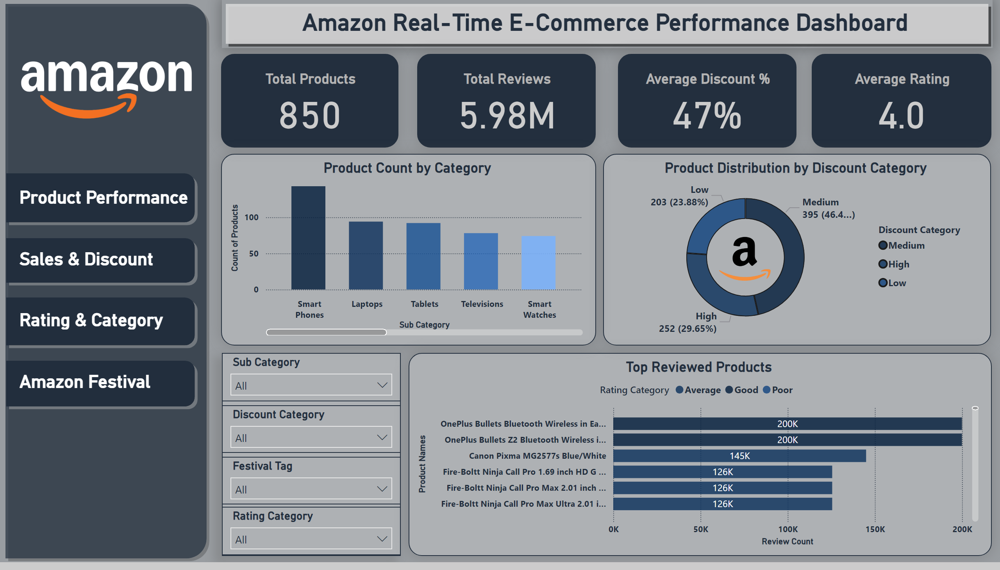 amazon
Product Performance
Sales & Discount
Rating & Category
Amazon Festival
Amazon Real-Time E-Commerce Performance Dashboard
Total Products
850
Total Reviews
5.98M
Average Discount %
47%
Average Rating
4.0
Product Count by Category
Count of Products
100
50
0
Smart
Phones
Laptops
Tablets
Televisions
Smart
Watches
Sub Category
Product Distribution by Discount Category
Low
203 (23.88%)
Medium
395 (46.4...)
High
252 (29.65%)
a
Discount Category
Medium
High
Low
Sub Category
All
Discount Category
All
Festival Tag
All
Rating Category
All
Top Reviewed Products
Rating Category Average Good Poor
Product Names
OnePlus Bullets Bluetooth Wireless in Ea... 200K
OnePlus Bullets Z2 Bluetooth Wireless i... 200K
Canon Pixma MG2577s Blue/White 145K
Fire-Boltt Ninja Call Pro 1.69 inch HD G ... 126K
Fire-Boltt Ninja Call Pro Max 2.01 inch ... 126K
Fire-Boltt Ninja Call Pro Max Ultra 2.01 i... 126K
0K 50K 100K 150K 200K
Review Count